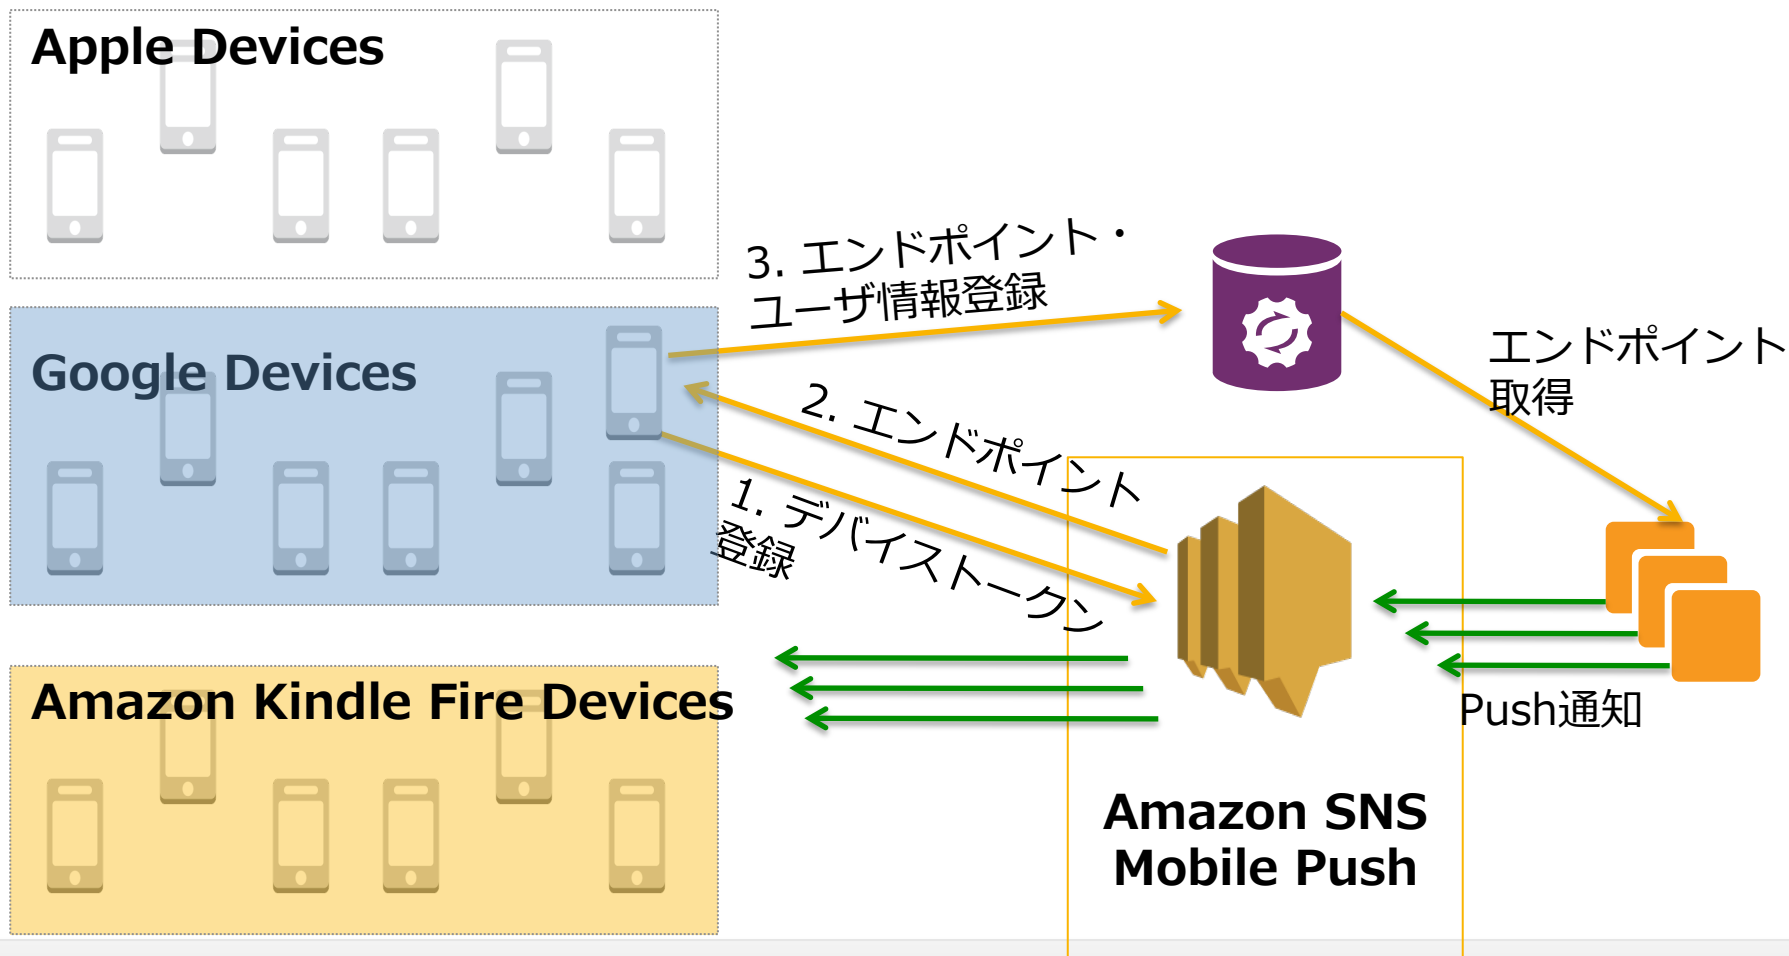 Apple Devices
3. エンドポイント・
ユーザ情報登録
エンドポイント
取得
Google Devices
2. エンドポイント
1. デバイストークン
登録
Amazon Kindle Fire Devices
Push通知
Amazon SNS
Mobile Push